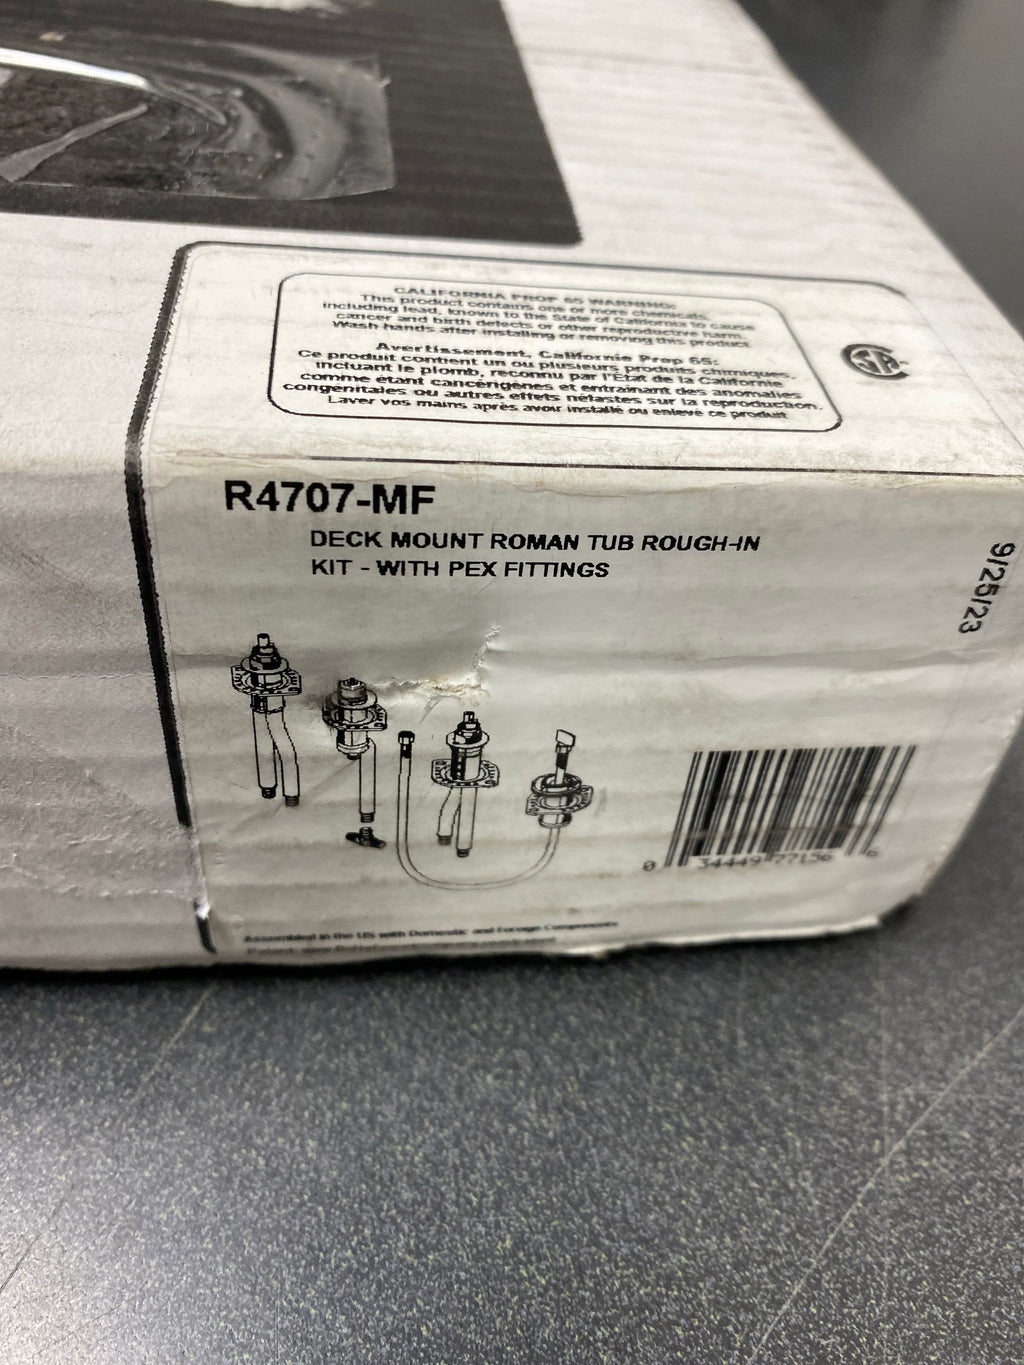 CALIFORNIA PROP 65 WARNING:
This product contains one or more chemicals,
including lead, known to the State of California to cause
cancer and birth defects or other reproductive harm.
Wash hands after installing or removing this product.
Avertissement, Californie Prop 65:
Ce produit contient un ou plusieurs produits chimiques,
incluant le plomb, reconnu par l'État de la Californie
comme étant cancérigènes et entraînant des anomalies
congénitales ou autres effets néfastes sur la reproduction.
Laver vos mains après avoir installé ou enlevé ce produit.
R4707-MF
DECK MOUNT ROMAN TUB ROUGH-IN
KIT - WITH PEX FITTINGS
9/25/23
0 34449 77156 6
Assembled in the US with Domestic and Foreign Components